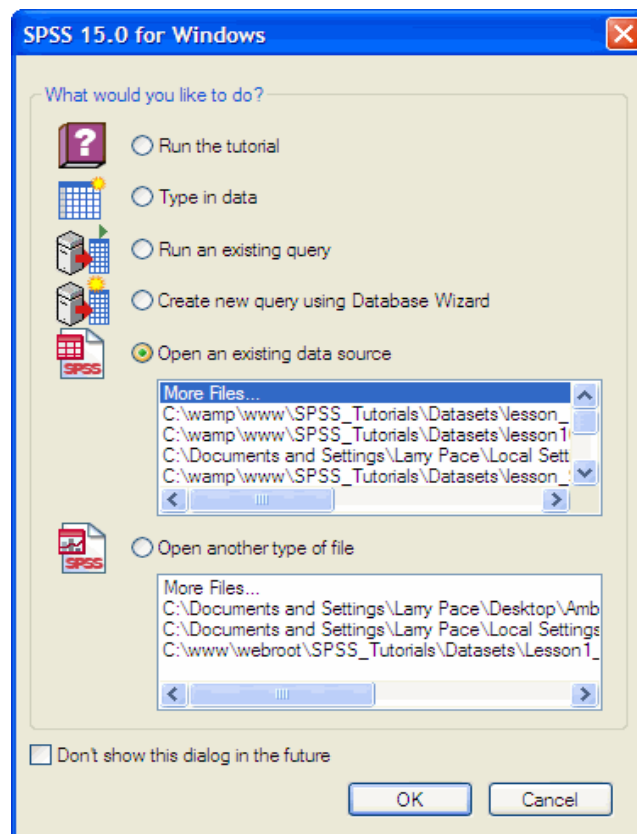 SPSS 15.0 for Windows
What would you like to do?
Run the tutorial
Type in data
Run an existing query
Create new query using Database Wizard
Open an existing data source
SPSS
More Files...
C:\wamp\www\SPSS_Tutorials\Datasets\lesson_
C:\wamp\www\SPSS_Tutorials\Datasets\lesson1
C:\Documents and Settings\Larry Pace\Local Sett
C:\wamp\www\SPSS_Tutorials\Datasets\lesson_
Open another type of file
SPSS
More Files...
C:\Documents and Settings\Larry Pace\Desktop\Amb
C:\Documents and Settings\Larry Pace\Local Settings
C:\www\webroot\SPSS_Tutorials\Datasets\Lesson1_
Don't show this dialog in the future
OK
Cancel